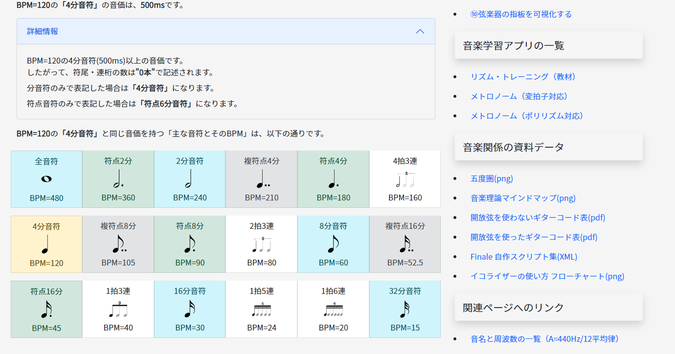 BPM=120の「4分音符」の音価は、500msです。
詳細情報
BPM=120の4分音符(500ms)以上の音価です。
したがって、符尾・連桁の数は"0本"で記述されます。
分音符のみで表記した場合は「4分音符」になります。
符点音符のみで表記した場合は「符点6分音符」になります。
BPM=120の「4分音符」と同じ音価を持つ「主な音符とそのBPM」は、以下の通りです。
全音符
符点2分
2分音符
複符点4分
符点4分
4拍3連
BPM=480
BPM=360
BPM=240
BPM=210
BPM=180
BPM=160
4分音符
複符点8分
符点8分
2拍3連
8分音符
複符点16分
BPM=120
BPM=105
BPM=90
BPM=80
BPM=60
BPM=52.5
符点16分
1拍3連
16分音符
1拍5連
1拍6連
32分音符
BPM=45
BPM=40
BPM=30
BPM=24
BPM=20
BPM=15
弦楽器の指板を可視化する
音楽学習アプリの一覧
リズム・トレーニング（教材）
メトロノーム（変拍子対応）
メトロノーム（ポリリズム対応）
音楽関係の資料データ
五度圏(png)
音楽理論マインドマップ(png)
開放弦を使わないギターコード表(pdf)
開放弦を使ったギターコード表(pdf)
Finale 自作スクリプト集(XML)
イコライザーの使い方 フローチャート(png)
関連ページへのリンク
音名と周波数の一覧（A=440Hz/12平均律）